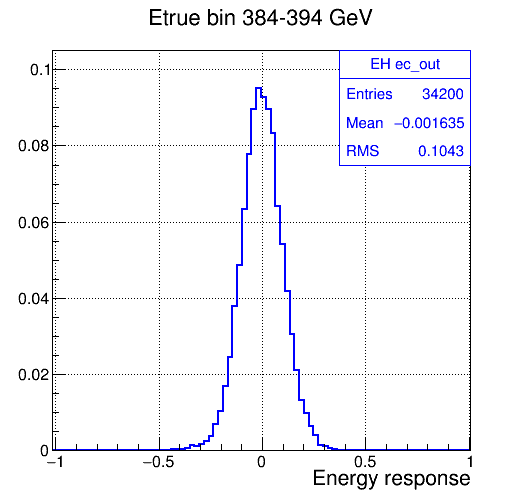 Etrue bin 384-394 GeV
EH ec_out
Entries 34200
Mean −0.001635
RMS 0.1043
0.1
0.08
0.06
0.04
0.02
0
−1 −0.5 0 0.5 1
Energy response